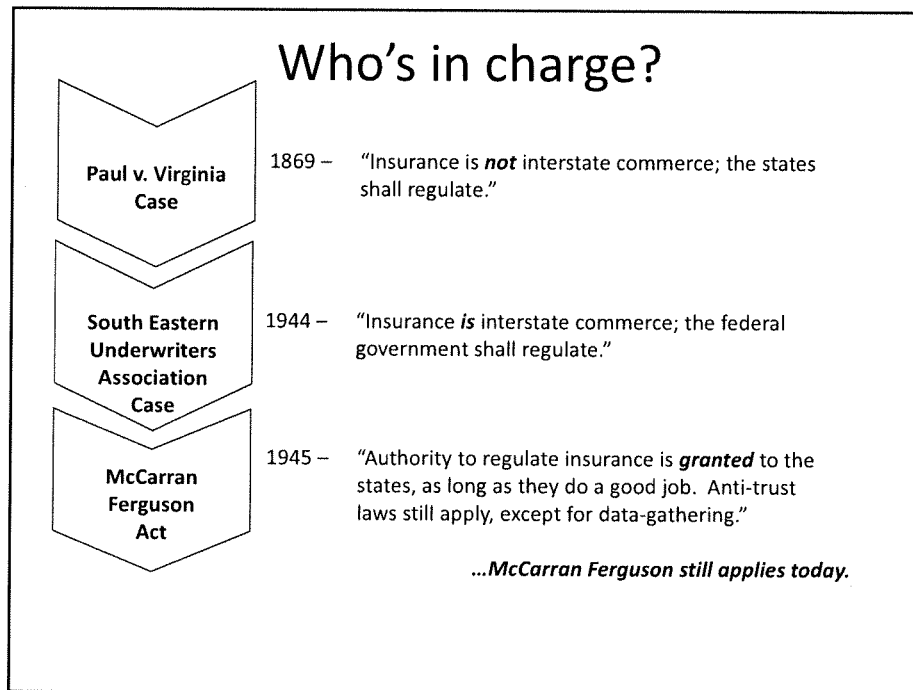 Who's in charge?
Paul v. Virginia
Case
1869 – "Insurance is not interstate commerce; the states
shall regulate."
South Eastern
Underwriters
Association
Case
1944 – "Insurance is interstate commerce; the federal
government shall regulate."
McCarran
Ferguson
Act
1945 – "Authority to regulate insurance is granted to the
states, as long as they do a good job. Anti-trust
laws still apply, except for data-gathering."
...McCarran Ferguson still applies today.